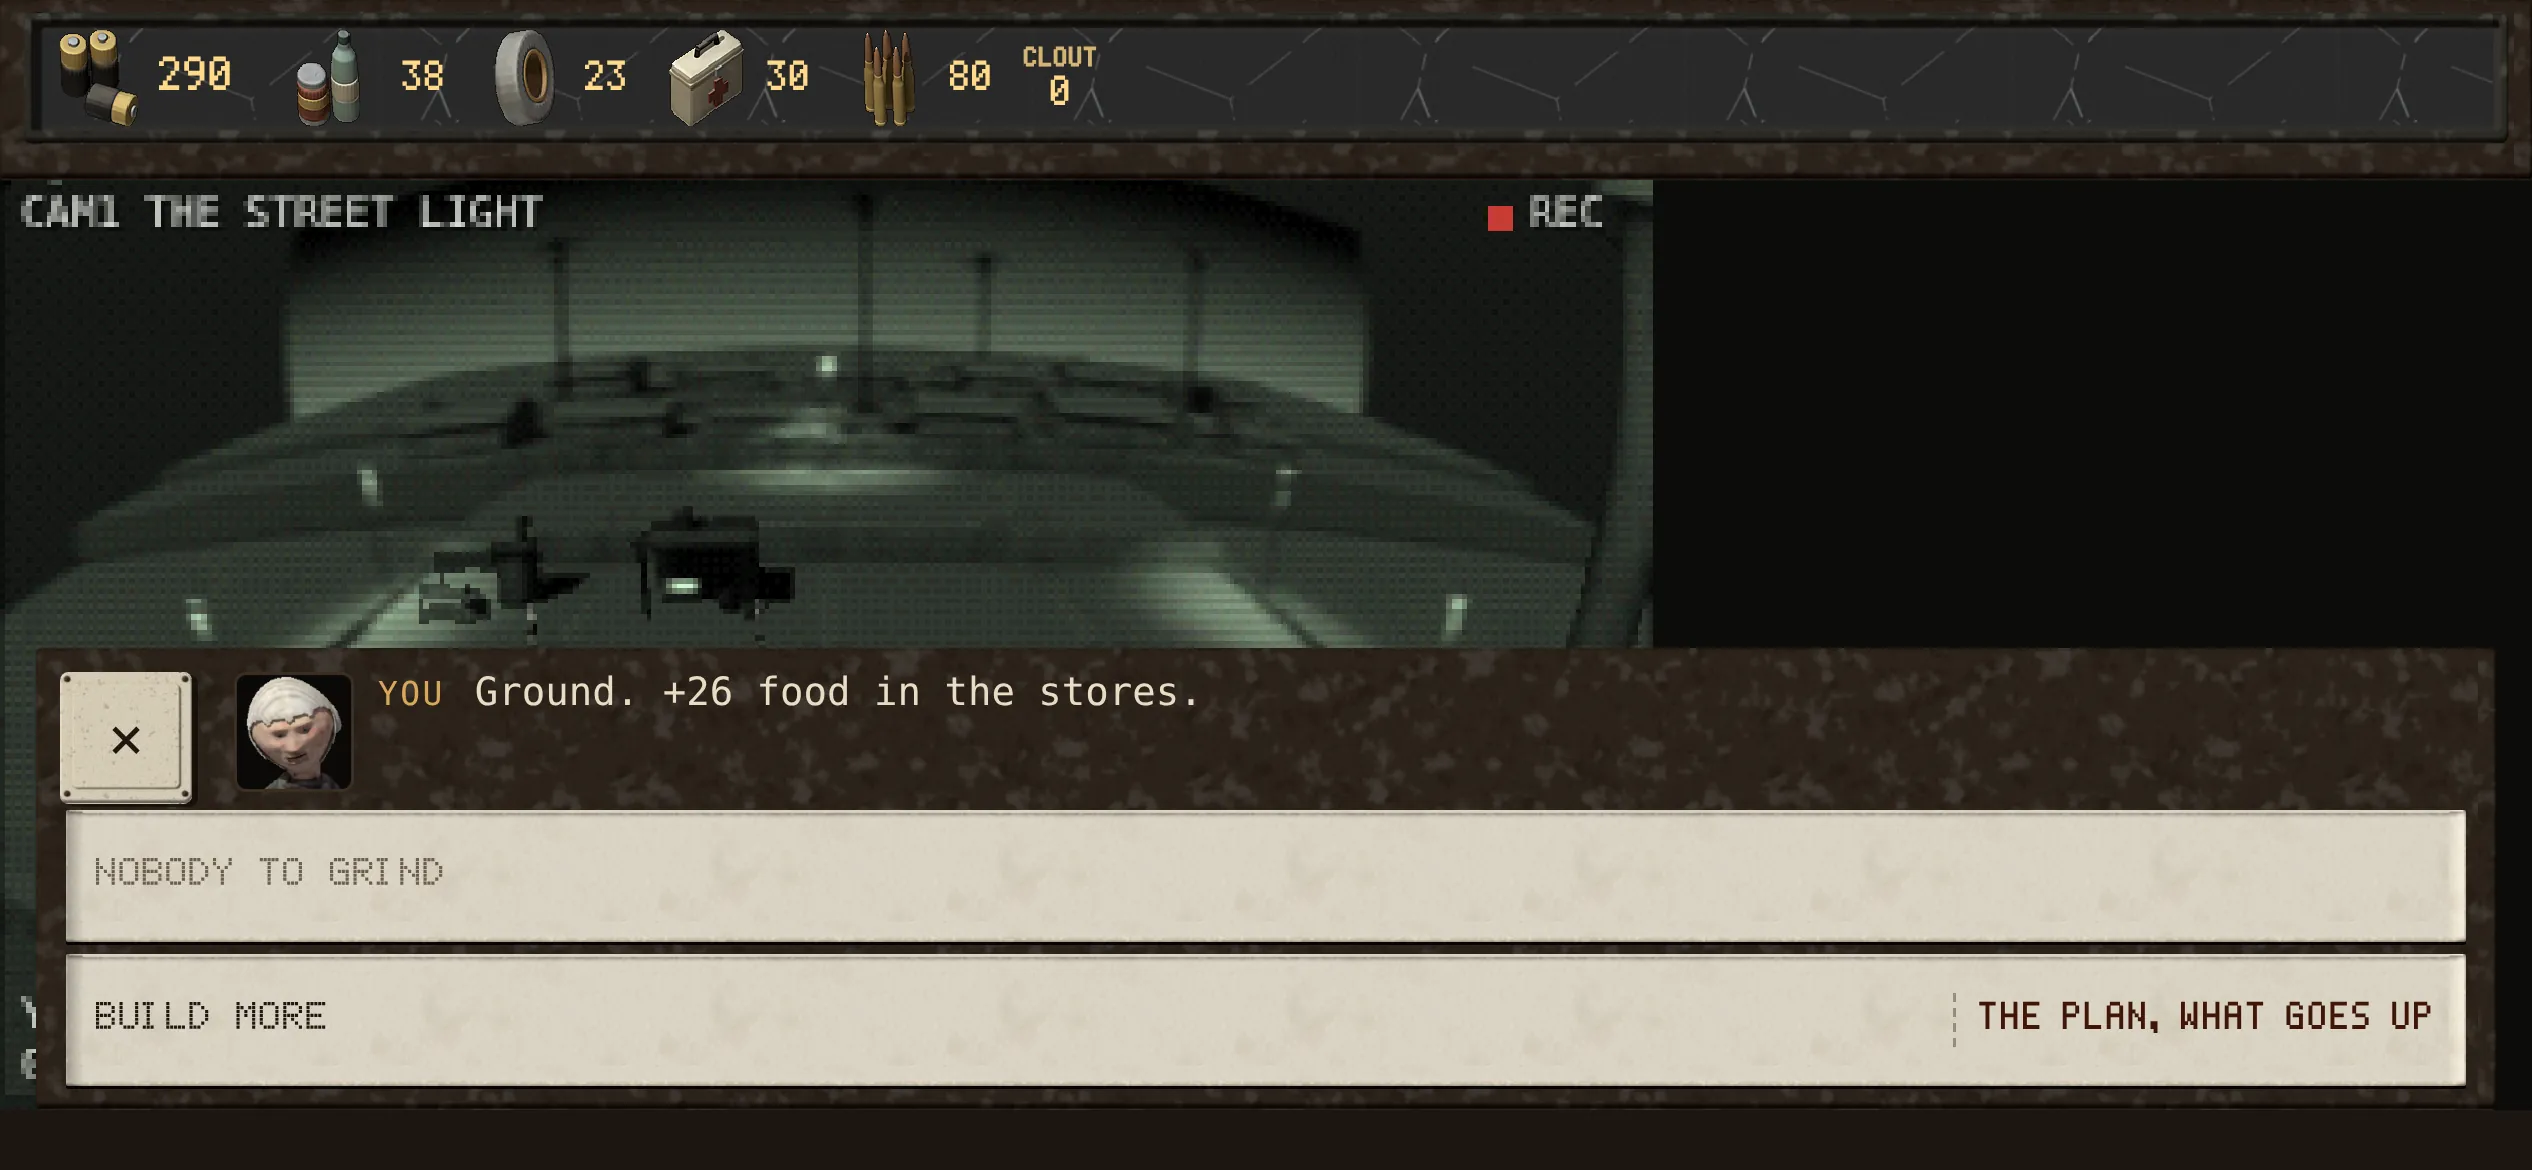 290
38
23
30
80
CLOUT
0
CAM1 THE STREET LIGHT
REC
YOU Ground. +26 food in the stores.
×
NOBODY TO GRIND
BUILD MORE
THE PLAN, WHAT GOES UP